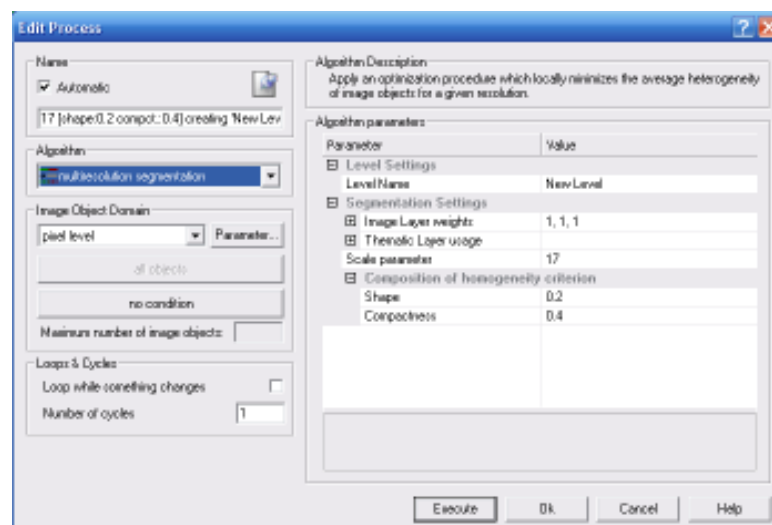 Edit Process
Name
Automatic
17 [shape:0.2 compct.:0.4] creating 'New Lev
Algorithm
multiresolution segmentation
Image Object Domain
pixel level
Parameter...
all objects
no condition
Maximum number of image objects:
Loops & Cycles
Loop while something changes
Number of cycles
1
Algorithm Description
Apply an optimization procedure which locally minimizes the average heterogeneity
of image objects for a given resolution.
Algorithm parameters
Parameter Value
Level Settings
Level Name New Level
Segmentation Settings
Image Layer weights 1, 1, 1
Thematic Layer usage
Scale parameter 17
Composition of homogeneity criterion
Shape 0.2
Compactness 0.4
Execute Ok Cancel Help